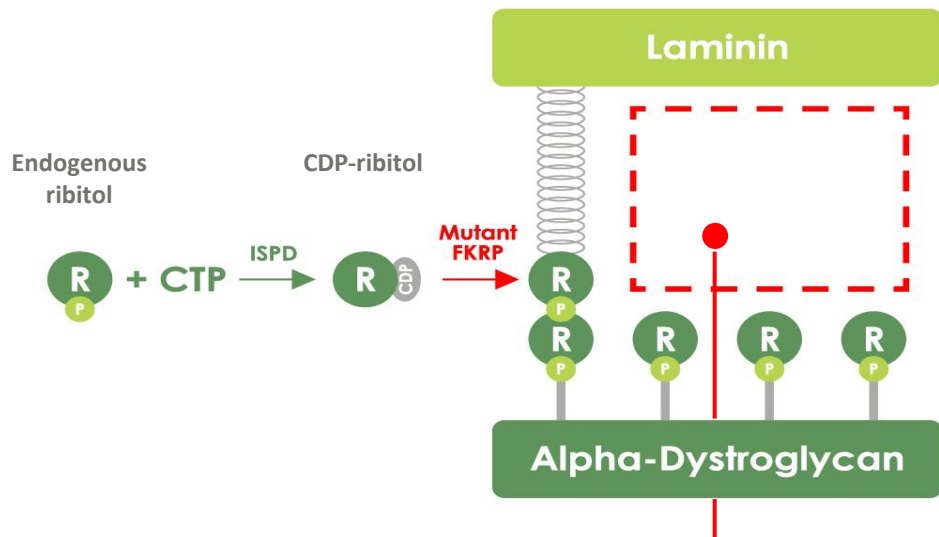 Laminin
Endogenous
ribitol
CDP-ribitol
Mutant
FKRP
ISPD
R
P
+ CTP
R
CDP
R
P
R
P
R
P
R
P
R
P
Alpha-Dystroglycan